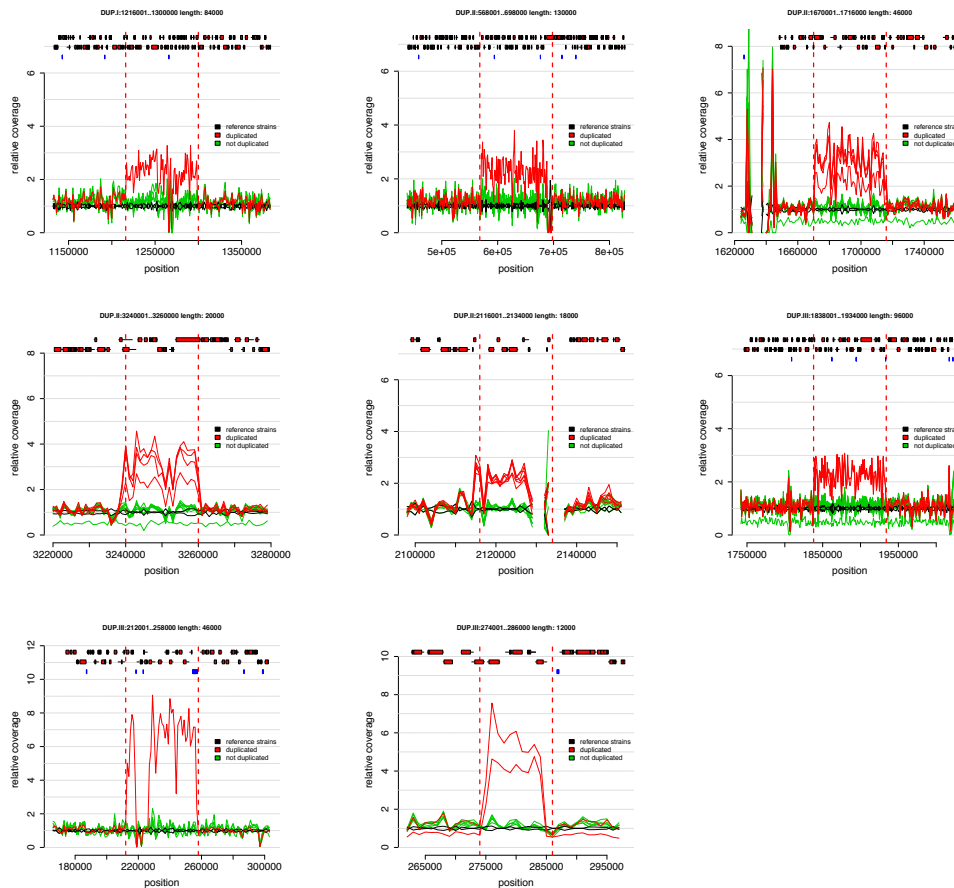 DUP.I:1216001..1300000 length: 84000
0 2 4 6
relative coverage
reference strains
duplicated
not duplicated
1150000 1250000 1350000
position
DUP.II:568001..698000 length: 130000
0 2 4 6
relative coverage
reference strains
duplicated
not duplicated
5e+05 6e+05 7e+05 8e+05
position
DUP.II:1670001..1716000 length: 46000
0 2 4 6 8
relative coverage
reference strains
duplicated
not duplicated
1620000 1660000 1700000 1740000
position
DUP.II:3240001..3260000 length: 20000
0 2 4 6 8
relative coverage
reference strains
duplicated
not duplicated
3220000 3240000 3260000 3280000
position
DUP.II:2116001..2134000 length: 18000
0 2 4 6
relative coverage
reference strains
duplicated
not duplicated
2100000 2120000 2140000
position
DUP.III:1838001..1934000 length: 96000
0 2 4 6
relative coverage
reference strains
duplicated
not duplicated
1750000 1850000 1950000
position
DUP.III:212001..258000 length: 46000
0 2 4 6 8 10 12
relative coverage
reference strains
duplicated
not duplicated
180000 220000 260000 300000
position
DUP.III:274001..286000 length: 12000
0 2 4 6 8 10
relative coverage
reference strains
duplicated
not duplicated
265000 275000 285000 295000
position